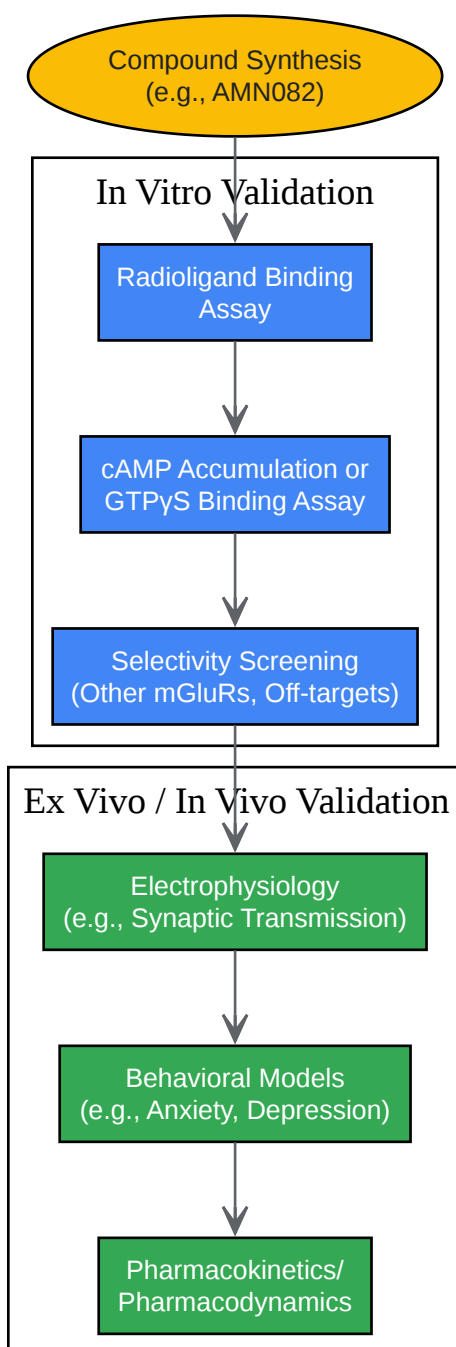 Compound Synthesis
(e.g., AMN082)
In Vitro Validation
Radioligand Binding
Assay
cAMP Accumulation or
GTPγS Binding Assay
Selectivity Screening
(Other mGluRs, Off-targets)
Ex Vivo / In Vivo Validation
Electrophysiology
(e.g., Synaptic Transmission)
Behavioral Models
(e.g., Anxiety, Depression)
Pharmacokinetics/
Pharmacodynamics